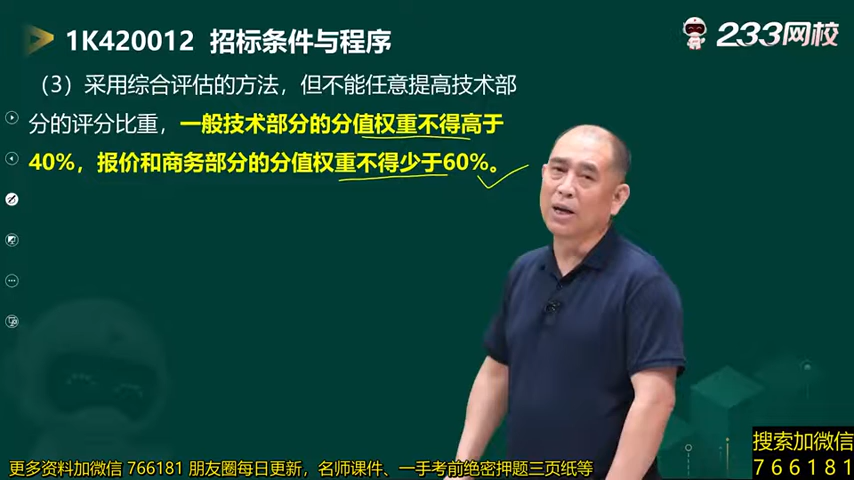 1K420012 招标条件与程序
233网校
（3）采用综合评估的方法，但不能任意提高技术部
分的评分比重，一般技术部分的分值权重不得高于
40%，报价和商务部分的分值权重不得少于60%。
搜索加微信
766181
更多资料加微信 766181 朋友圈每日更新，名师课件、一手考前绝密押题三页纸等